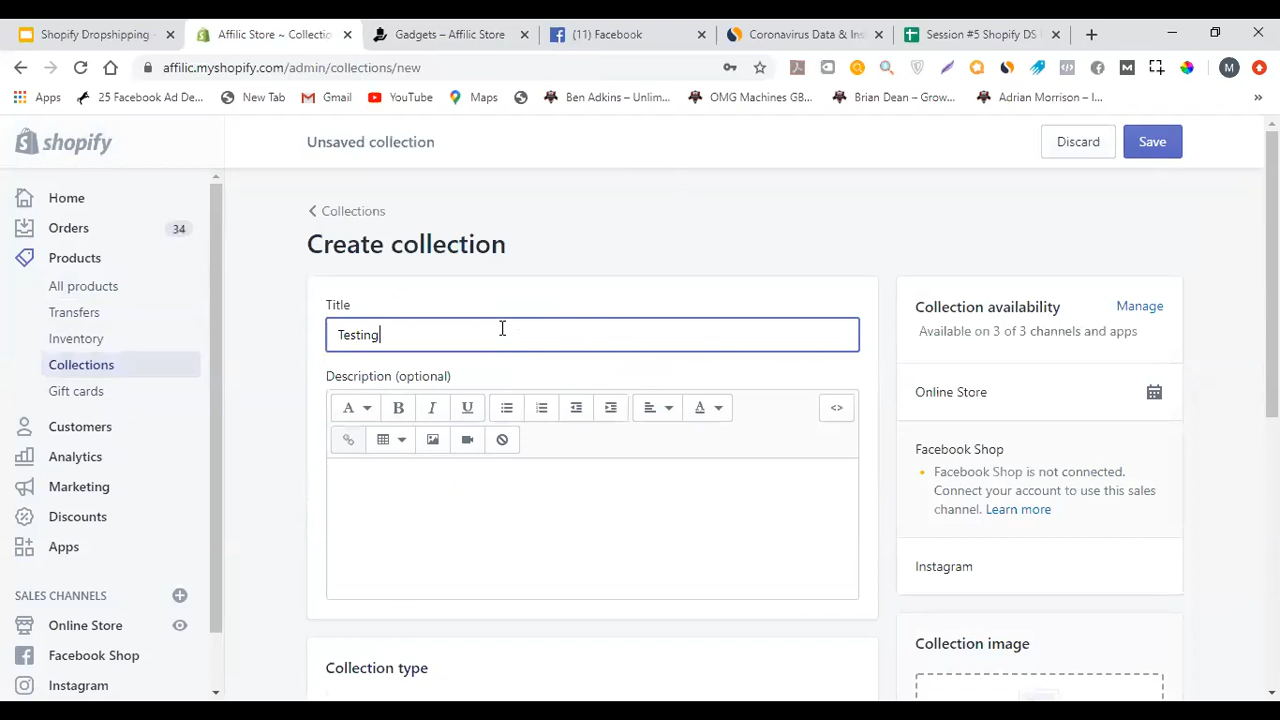 Shopify Dropshipping
Affilic Store ~ Collectio
Gadgets – Affilic Store
(11) Facebook
Coronavirus Data & Ins
Session #5 Shopify DS
affilic.myshopify.com/admin/collections/new
M
Apps
25 Facebook Ad De...
New Tab
Gmail
YouTube
Maps
Ben Adkins – Unlim...
OMG Machines GB...
Brian Dean – Grow...
Adrian Morrison – I...
»
shopify
Unsaved collection
Discard
Save
Home
Orders
34
Products
All products
Transfers
Inventory
Collections
Gift cards
Customers
Analytics
Marketing
Discounts
Apps
SALES CHANNELS
Online Store
Facebook Shop
Instagram
Collections
Create collection
Title
Testing
Description (optional)
A
B
I
U
A
<>
Collection type
Collection availability
Manage
Available on 3 of 3 channels and apps
Online Store
Facebook Shop
Facebook Shop is not connected.
Connect your account to use this sales
channel. Learn more
Instagram
Collection image